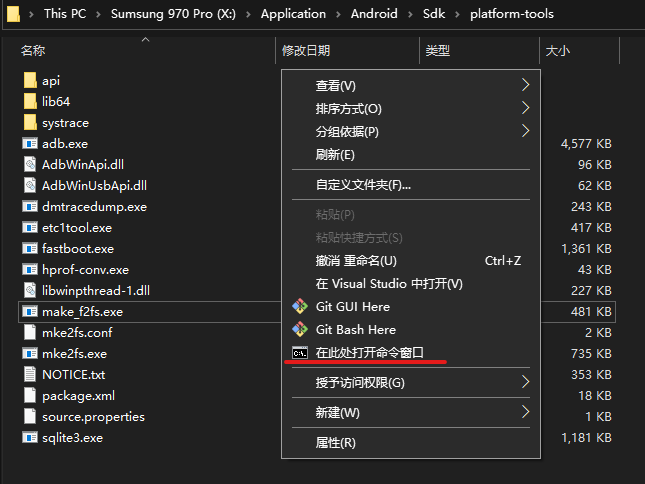 This PC > Sumsung 970 Pro (X:) > Application > Android > Sdk > platform-tools
名称 修改日期 类型 大小
api
lib64
systrace
adb.exe 4,577 KB
AdbWinApi.dll 96 KB
AdbWinUsbApi.dll 62 KB
dmtracedump.exe 243 KB
etc1tool.exe 417 KB
fastboot.exe 1,361 KB
hprof-conv.exe 43 KB
libwinpthread-1.dll 227 KB
make_f2fs.exe 481 KB
mke2fs.conf 2 KB
mke2fs.exe 735 KB
NOTICE.txt 353 KB
package.xml 18 KB
source.properties 1 KB
sqlite3.exe 1,181 KB
查看(V)
排序方式(O)
分组依据(P)
刷新(E)
自定义文件夹(F)...
粘贴(P)
粘贴快捷方式(S)
撤消 重命名(U) Ctrl+Z
在 Visual Studio 中打开(V)
Git GUI Here
Git Bash Here
C:\. 在此处打开命令窗口
授予访问权限(G)
新建(W)
属性(R)